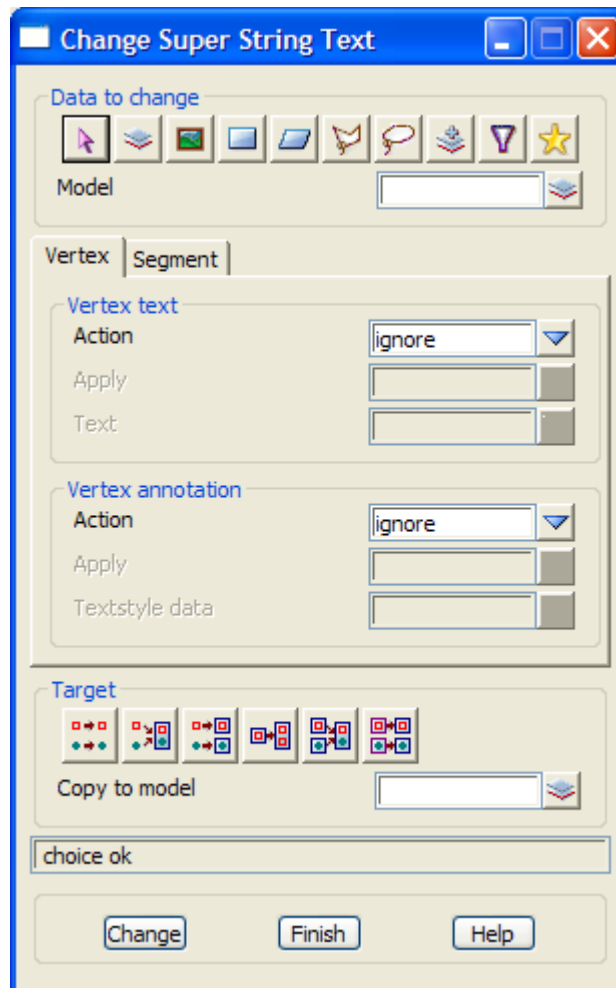 Change Super String Text
Data to change
Model
Vertex Segment
Vertex text
Action ignore
Apply
Text
Vertex annotation
Action ignore
Apply
Textstyle data
Target
Copy to model
choice ok
Change Finish Help